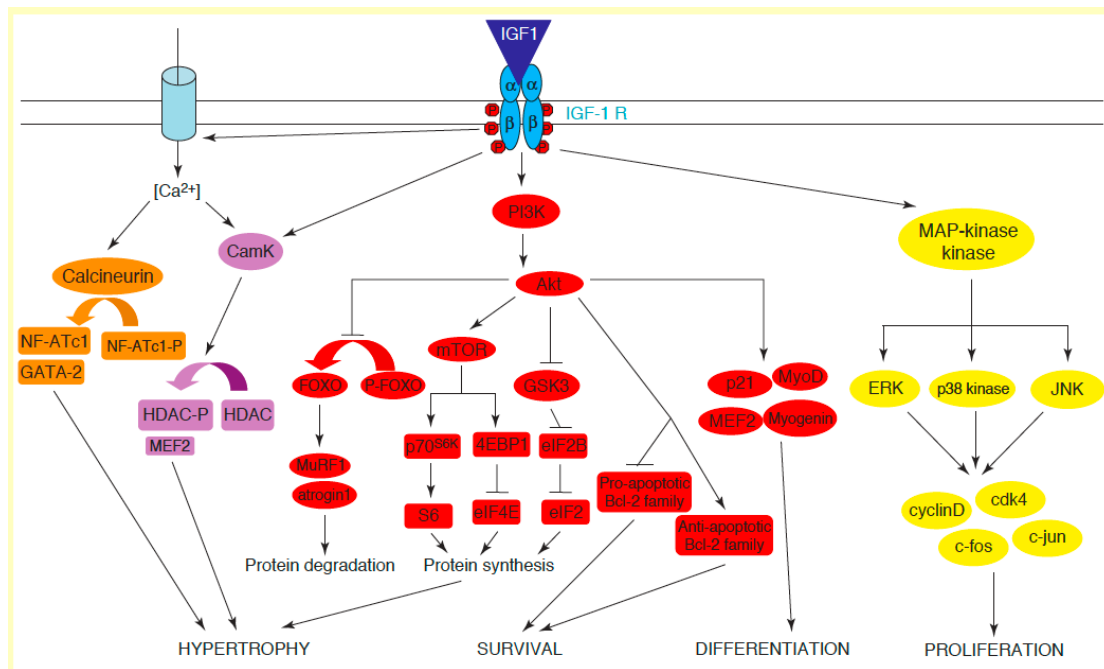 IGF1
α α
P P
IGF-1 R
P P
β β
P P
[Ca²⁺]
PI3K
MAP-kinase
kinase
CamK
Calcineurin
Akt
NF-ATc1
NF-ATc1-P
GATA-2
mTOR
FOXO
P-FOXO
GSK3
p21
MyoD
ERK
p38 kinase
JNK
HDAC-P
HDAC
MEF2
Myogenin
MEF2
p70S6K
4EBP1
eIF2B
MuRF1
atrogin1
Pro-apoptotic
Bcl-2 family
cyclinD
cdk4
S6
eIF4E
eIF2
Anti-apoptotic
Bcl-2 family
c-fos
c-jun
Protein degradation
Protein synthesis
HYPERTROPHY
SURVIVAL
DIFFERENTIATION
PROLIFERATION